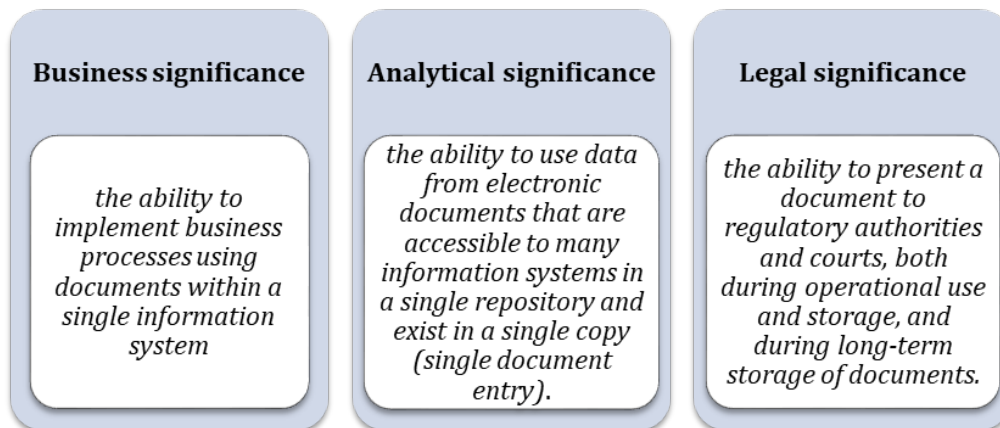 Business significance
the ability to
implement business
processes using
documents within a
single information
system
Analytical significance
the ability to use data
from electronic
documents that are
accessible to many
information systems in
a single repository and
exist in a single copy
(single document
entry).
Legal significance
the ability to present a
document to
regulatory authorities
and courts, both
during operational use
and storage, and
during long-term
storage of documents.